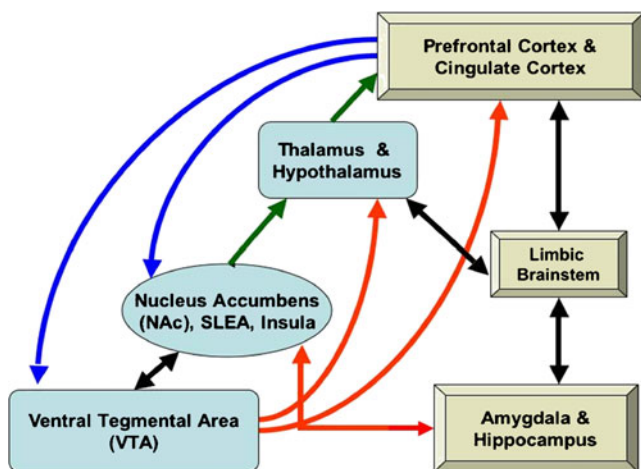 Prefrontal Cortex &
Cingulate Cortex
Thalamus &
Hypothalamus
Limbic
Brainstem
Nucleus Accumbens
(NAc), SLEA, Insula
Ventral Tegmental Area
(VTA)
Amygdala &
Hippocampus